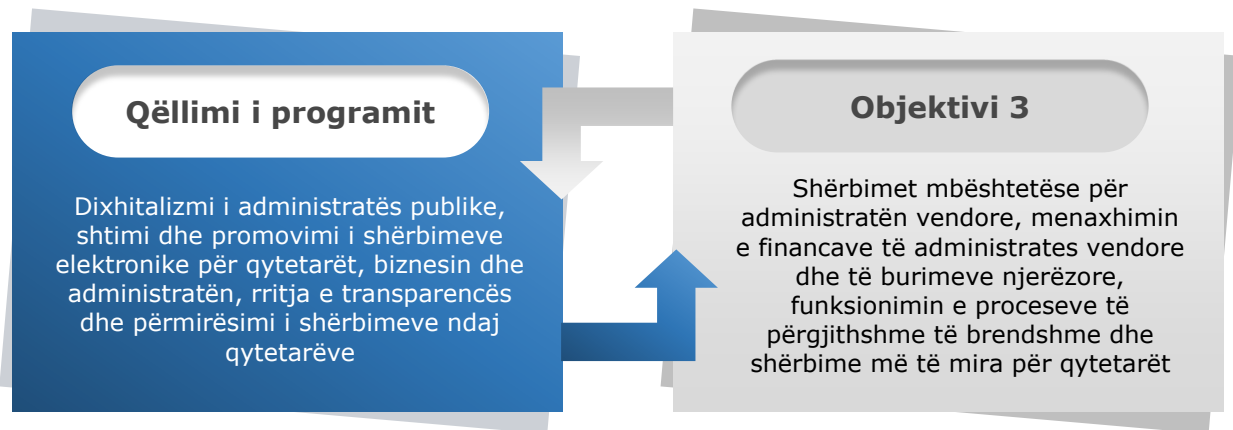 Qëllimi i programit
Dixhitalizmi i administratës publike,
shtimi dhe promovimi i shërbimeve
elektronike për qytetarët, biznesin dhe
administratën, rritja e transparencës
dhe përmirësimi i shërbimeve ndaj
qytetarëve
Objektivi 3
Shërbimet mbështetëse për
administratën vendore, menaxhimin
e financave të administrates vendore
dhe të burimeve njerëzore,
funksionimin e proceseve të
përgjithshme të brendshme dhe
shërbime më të mira për qytetarët